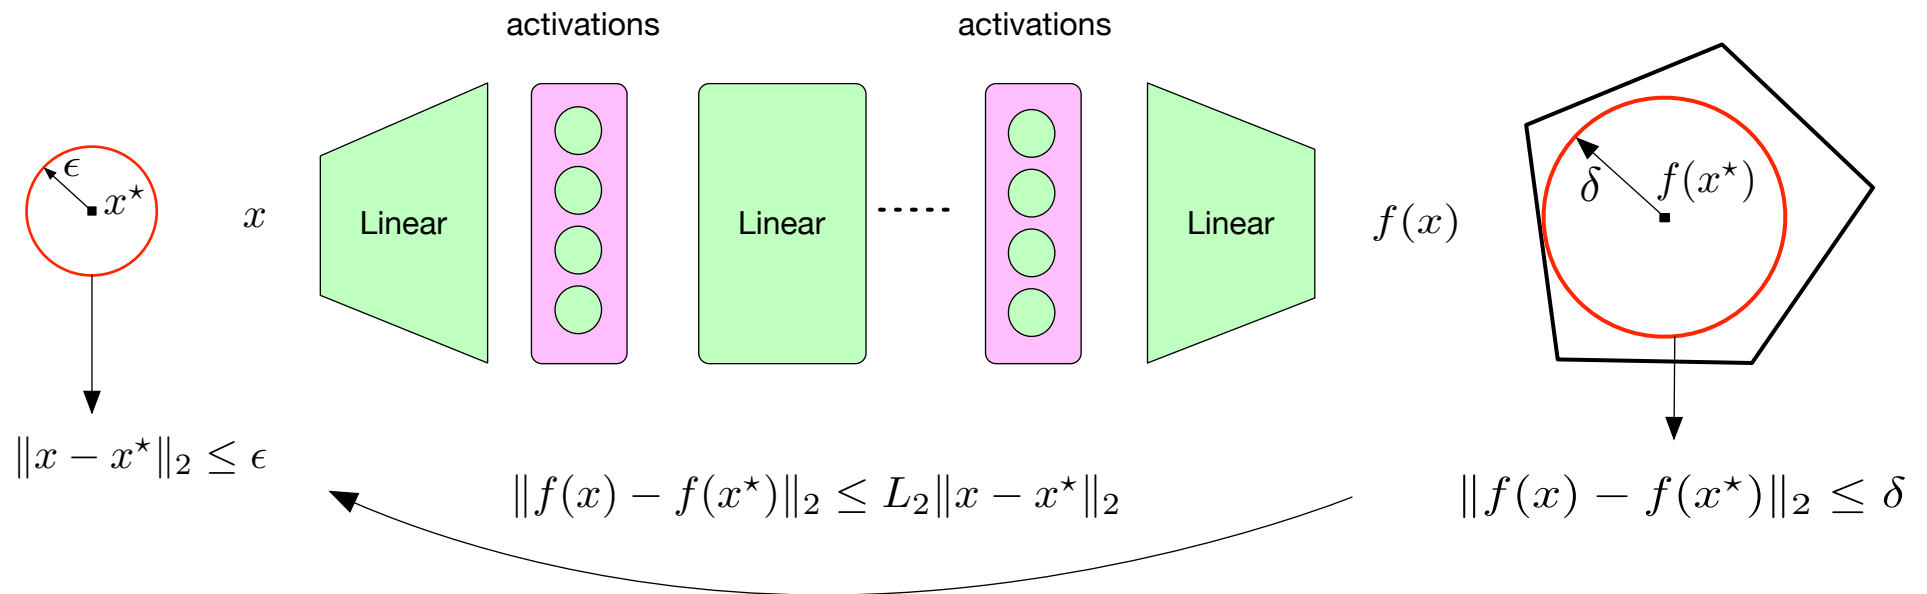 activations
activations
ϵ
x⋆
x
Linear
Linear
Linear
f(x)
δ
f(x⋆)
‖x − x⋆‖₂ ≤ ϵ
‖f(x) − f(x⋆)‖₂ ≤ L₂‖x − x⋆‖₂
‖f(x) − f(x⋆)‖₂ ≤ δ